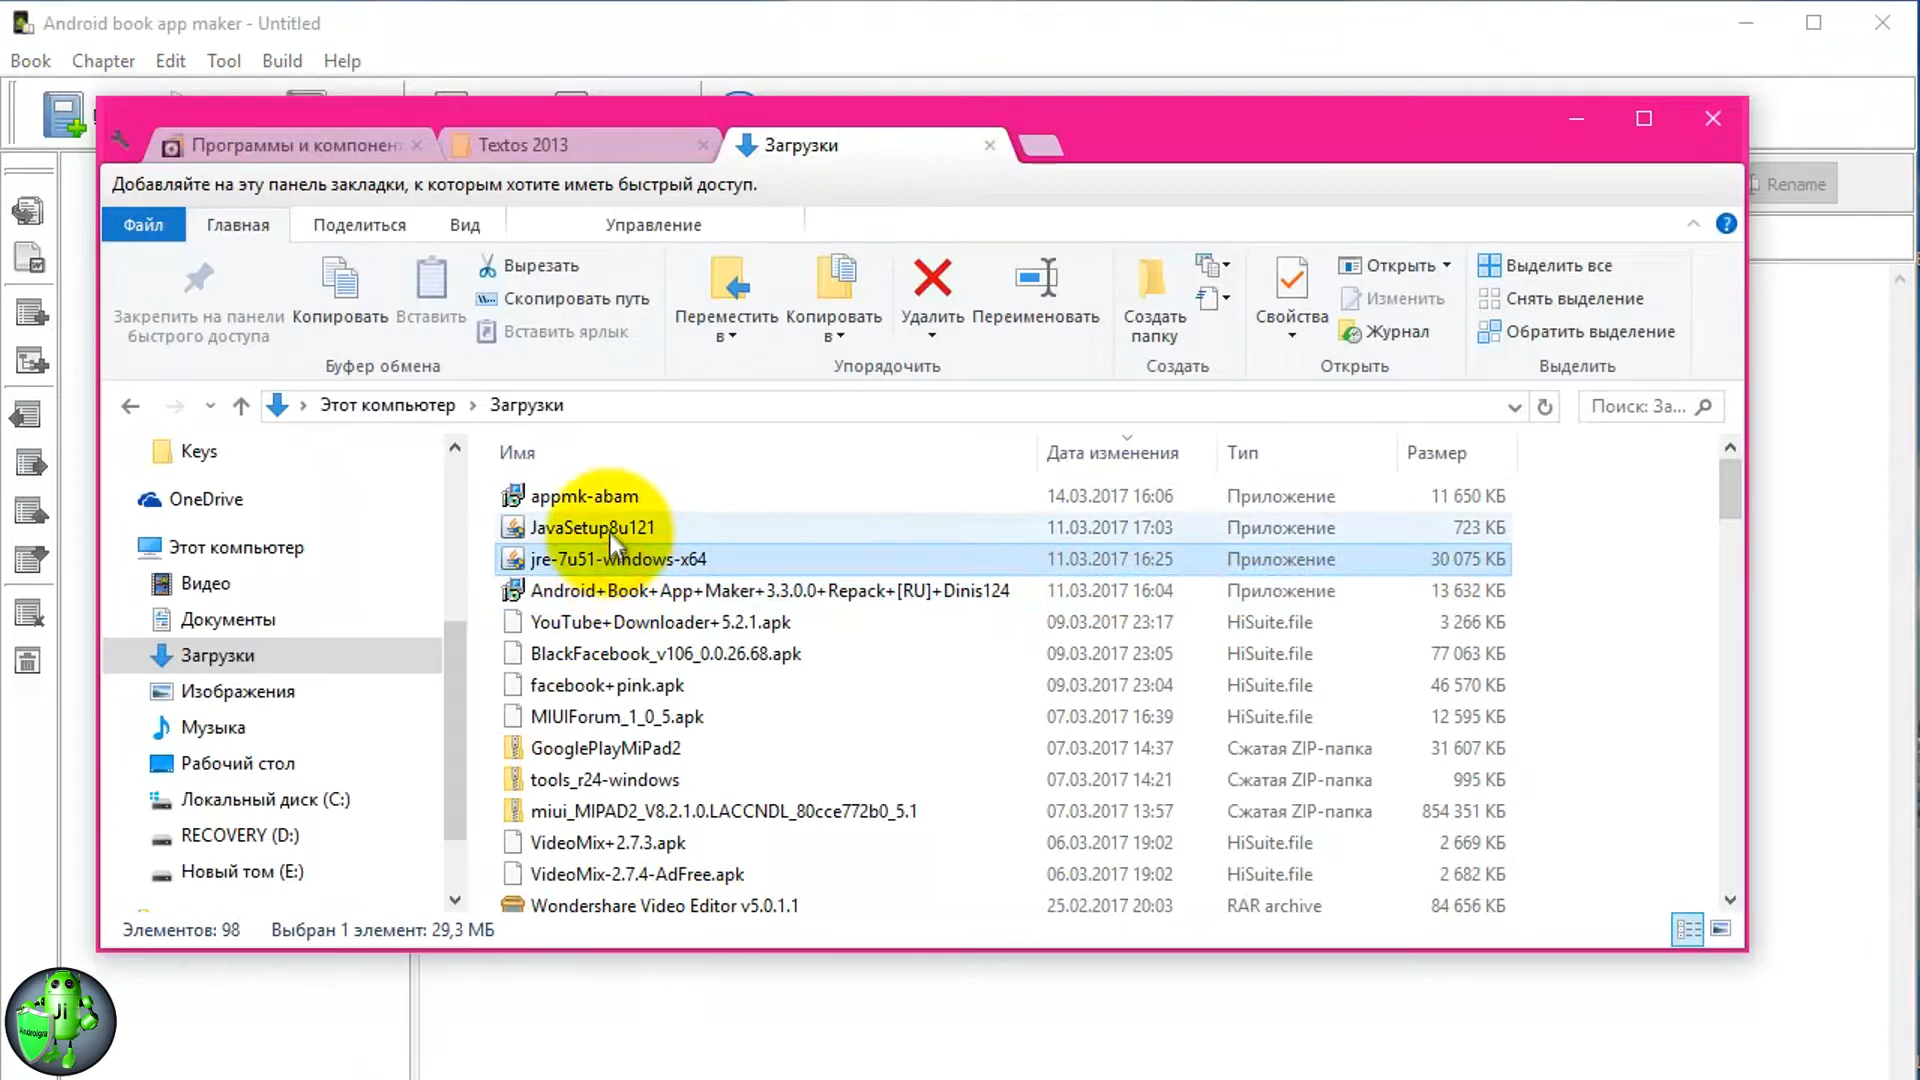 Android book app maker - Untitled
Book Chapter Edit Tool Build Help
Программы и компонент Textos 2013 Загрузки
Добавляйте на эту панель закладки, к которым хотите иметь быстрый доступ.
Rename
Файл Главная Поделиться Вид Управление
Закрепить на панели быстрого доступа
Копировать
Вставить
Вырезать
Скопировать путь
Вставить ярлык
Буфер обмена
Переместить в
Копировать в
Удалить
Переименовать
Упорядочить
Создать папку
Создать
Свойства
Открыть
Изменить
Журнал
Открыть
Выделить все
Снять выделение
Обратить выделение
Выделить
Этот компьютер Загрузки
Поиск: За...
Keys
OneDrive
Этот компьютер
Видео
Документы
Загрузки
Изображения
Музыка
Рабочий стол
Локальный диск (C:)
RECOVERY (D:)
Новый том (E:)
Имя Дата изменения Тип Размер
appmk-abam 14.03.2017 16:06 Приложение 11 650 КБ
JavaSetup8u121 11.03.2017 17:03 Приложение 723 КБ
jre-7u51-windows-x64 11.03.2017 16:25 Приложение 30 075 КБ
Android+Book+App+Maker+3.3.0.0+Repack+[RU]+Dinis124 11.03.2017 16:04 Приложение 13 632 КБ
YouTube+Downloader+5.2.1.apk 09.03.2017 23:17 HiSuite.file 3 266 КБ
BlackFacebook_v106_0.0.26.68.apk 09.03.2017 23:05 HiSuite.file 77 063 КБ
facebook+pink.apk 09.03.2017 23:04 HiSuite.file 46 570 КБ
MIUIForum_1_0_5.apk 07.03.2017 16:39 HiSuite.file 12 595 КБ
GooglePlayMiPad2 07.03.2017 14:37 Сжатая ZIP-папка 31 607 КБ
tools_r24-windows 07.03.2017 14:21 Сжатая ZIP-папка 995 КБ
miui_MIPAD2_V8.2.1.0.LACCNDL_80cce772b0_5.1 07.03.2017 13:57 Сжатая ZIP-папка 854 351 КБ
VideoMix+2.7.3.apk 06.03.2017 19:02 HiSuite.file 2 669 КБ
VideoMix-2.7.4-AdFree.apk 06.03.2017 19:02 HiSuite.file 2 682 КБ
Wondershare Video Editor v5.0.1.1 25.02.2017 20:03 RAR archive 84 656 КБ
Элементов: 98 Выбран 1 элемент: 29,3 МБ
Ji